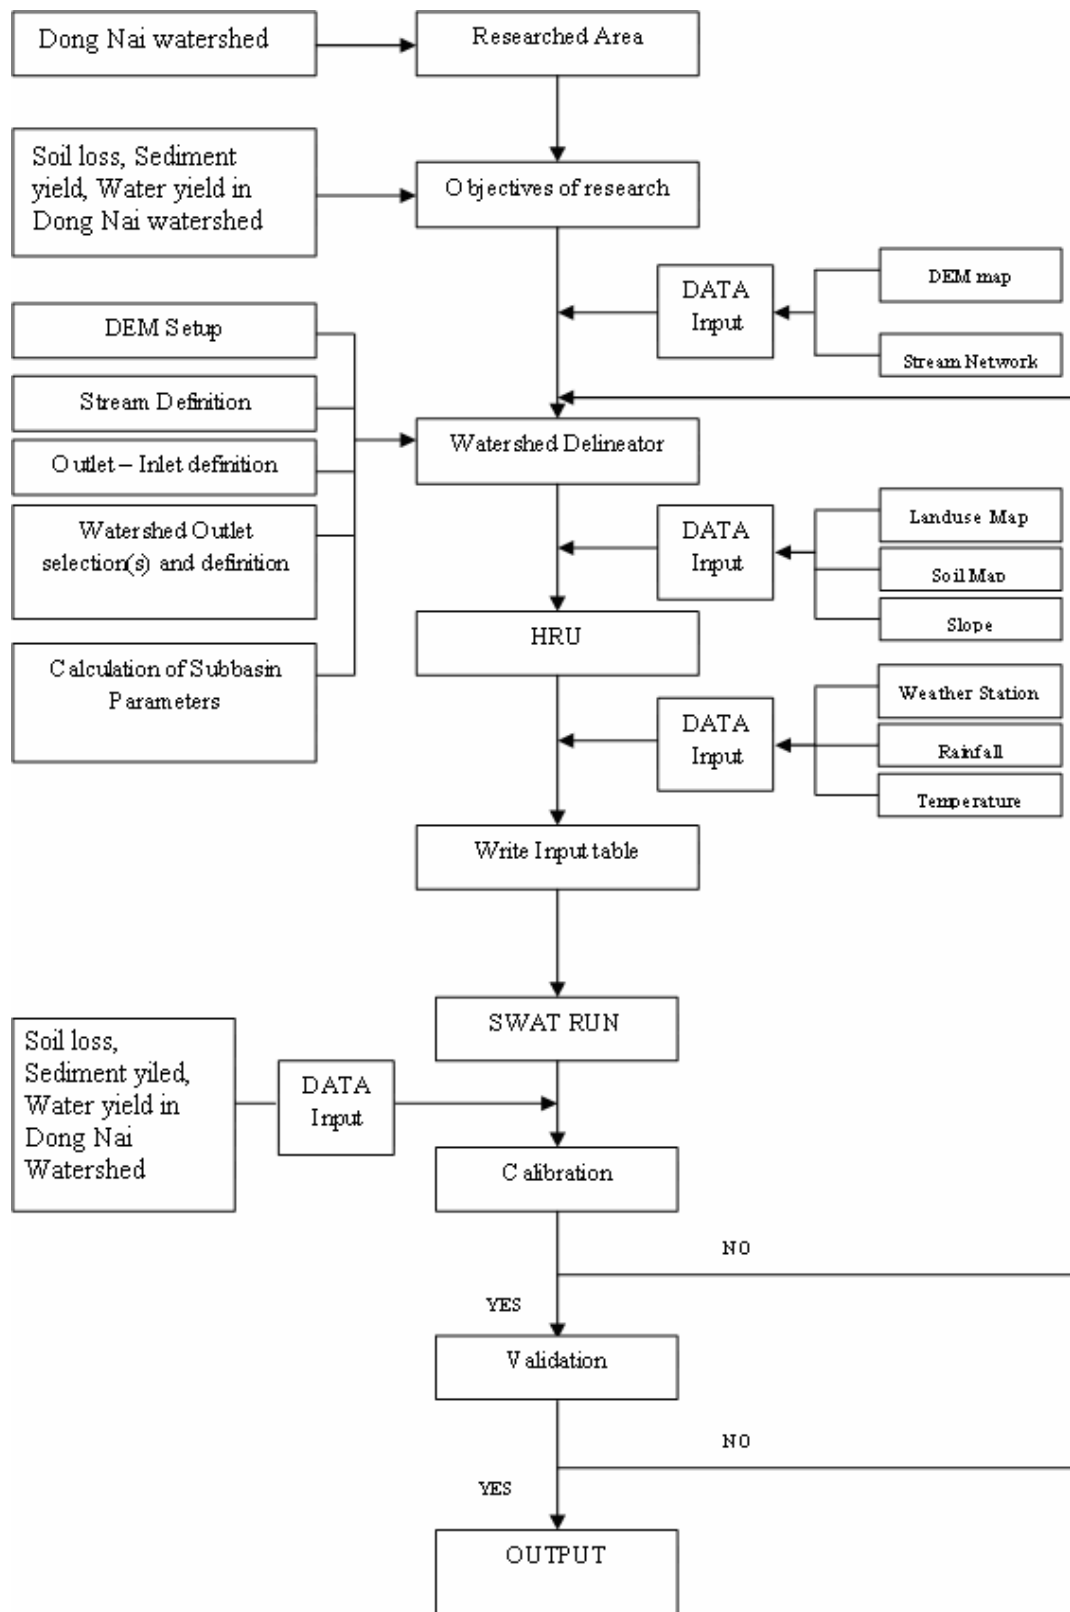 Dong Nai watershed
Researched Area
Soil loss, Sediment
yield, Water yield in
Dong Nai watershed
Objectives of research
DATA
Input
DEM map
Stream Network
DEM Setup
Stream Definition
Outlet – Inlet definition
Watershed Outlet
selection(s) and definition
Calculation of Subbasin
Parameters
Watershed Delineator
DATA
Input
Landuse Map
Soil Map
Slope
HRU
DATA
Input
Weather Station
Rainfall
Temperature
Write Input table
SWAT RUN
Soil loss,
Sediment yiled,
Water yield in
Dong Nai
Watershed
DATA
Input
Calibration
NO
YES
Validation
NO
YES
OUTPUT